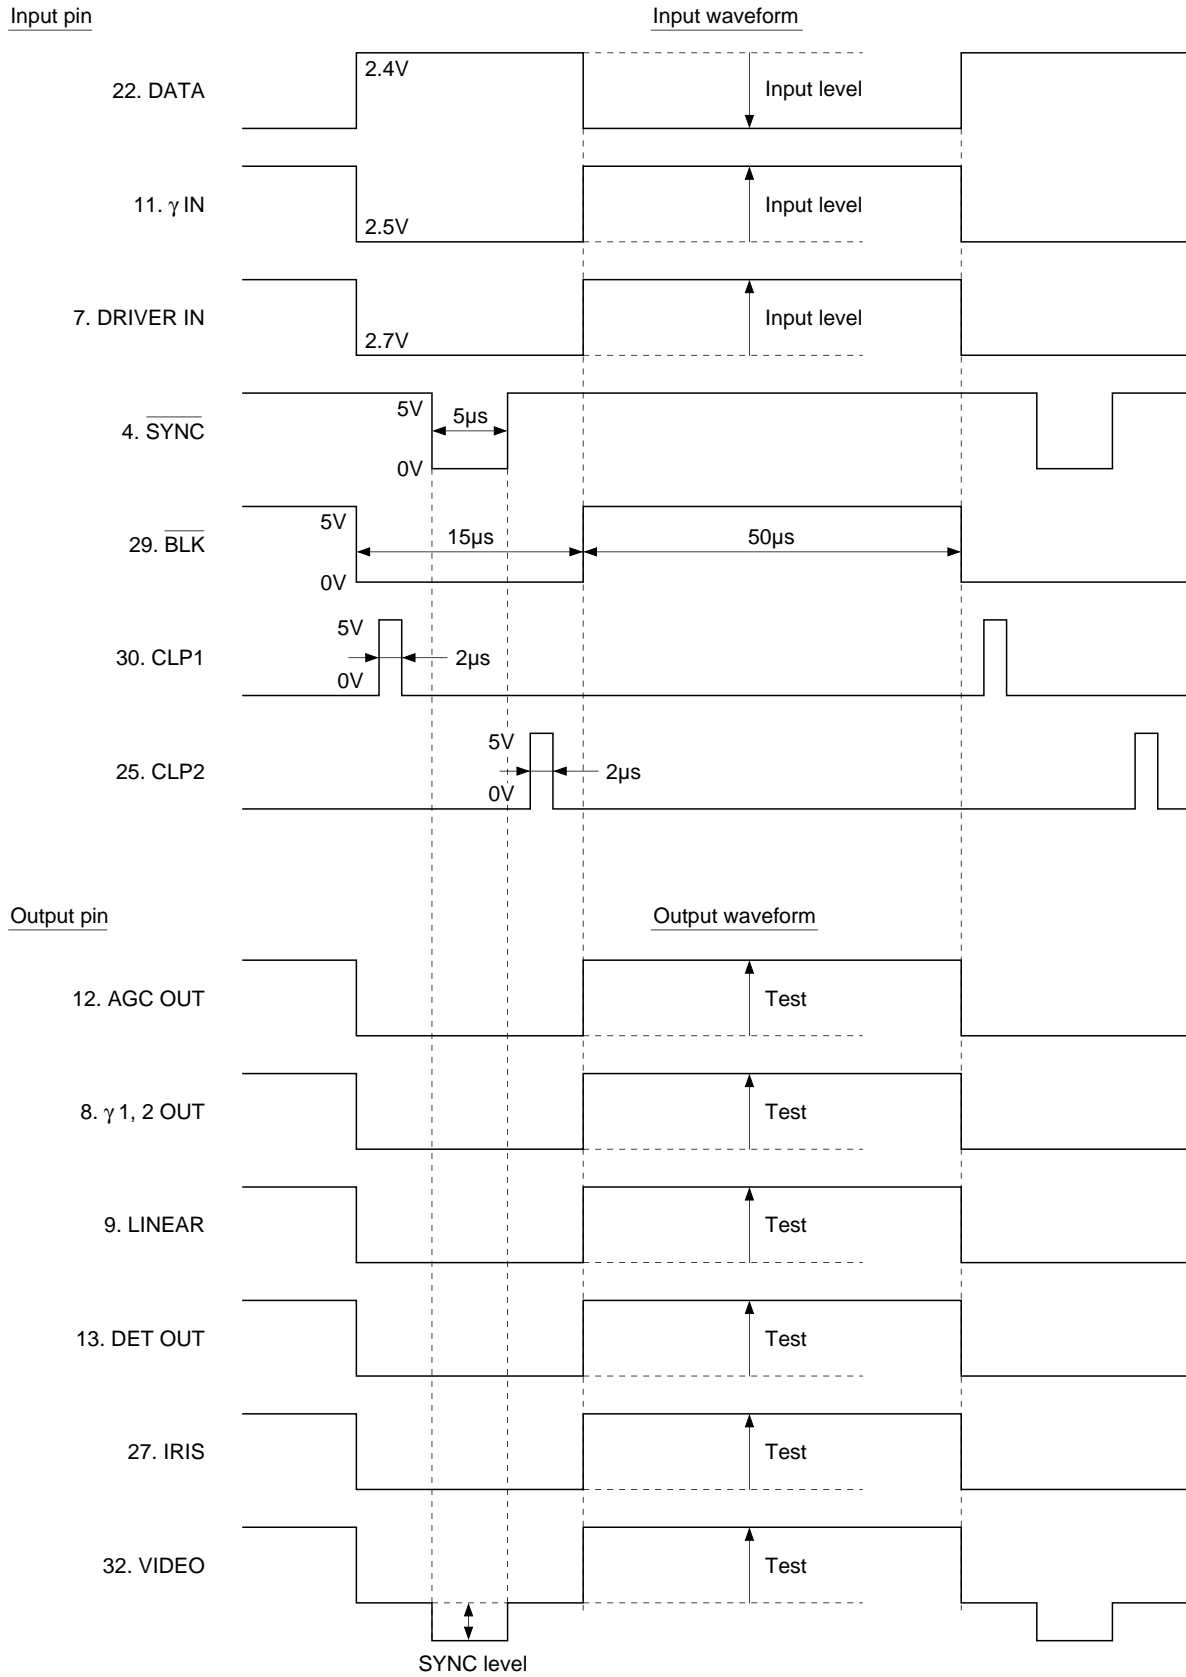 Input pin
Input waveform
22. DATA
2.4V
Input level
11. γ IN
2.5V
Input level
7. DRIVER IN
2.7V
Input level
4. SYNC
5V
0V
5µs
29. BLK
5V
0V
15µs
50µs
30. CLP1
5V
0V
2µs
25. CLP2
5V
0V
2µs
Output pin
Output waveform
12. AGC OUT
Test
8. γ 1, 2 OUT
Test
9. LINEAR
Test
13. DET OUT
Test
27. IRIS
Test
32. VIDEO
Test
SYNC level